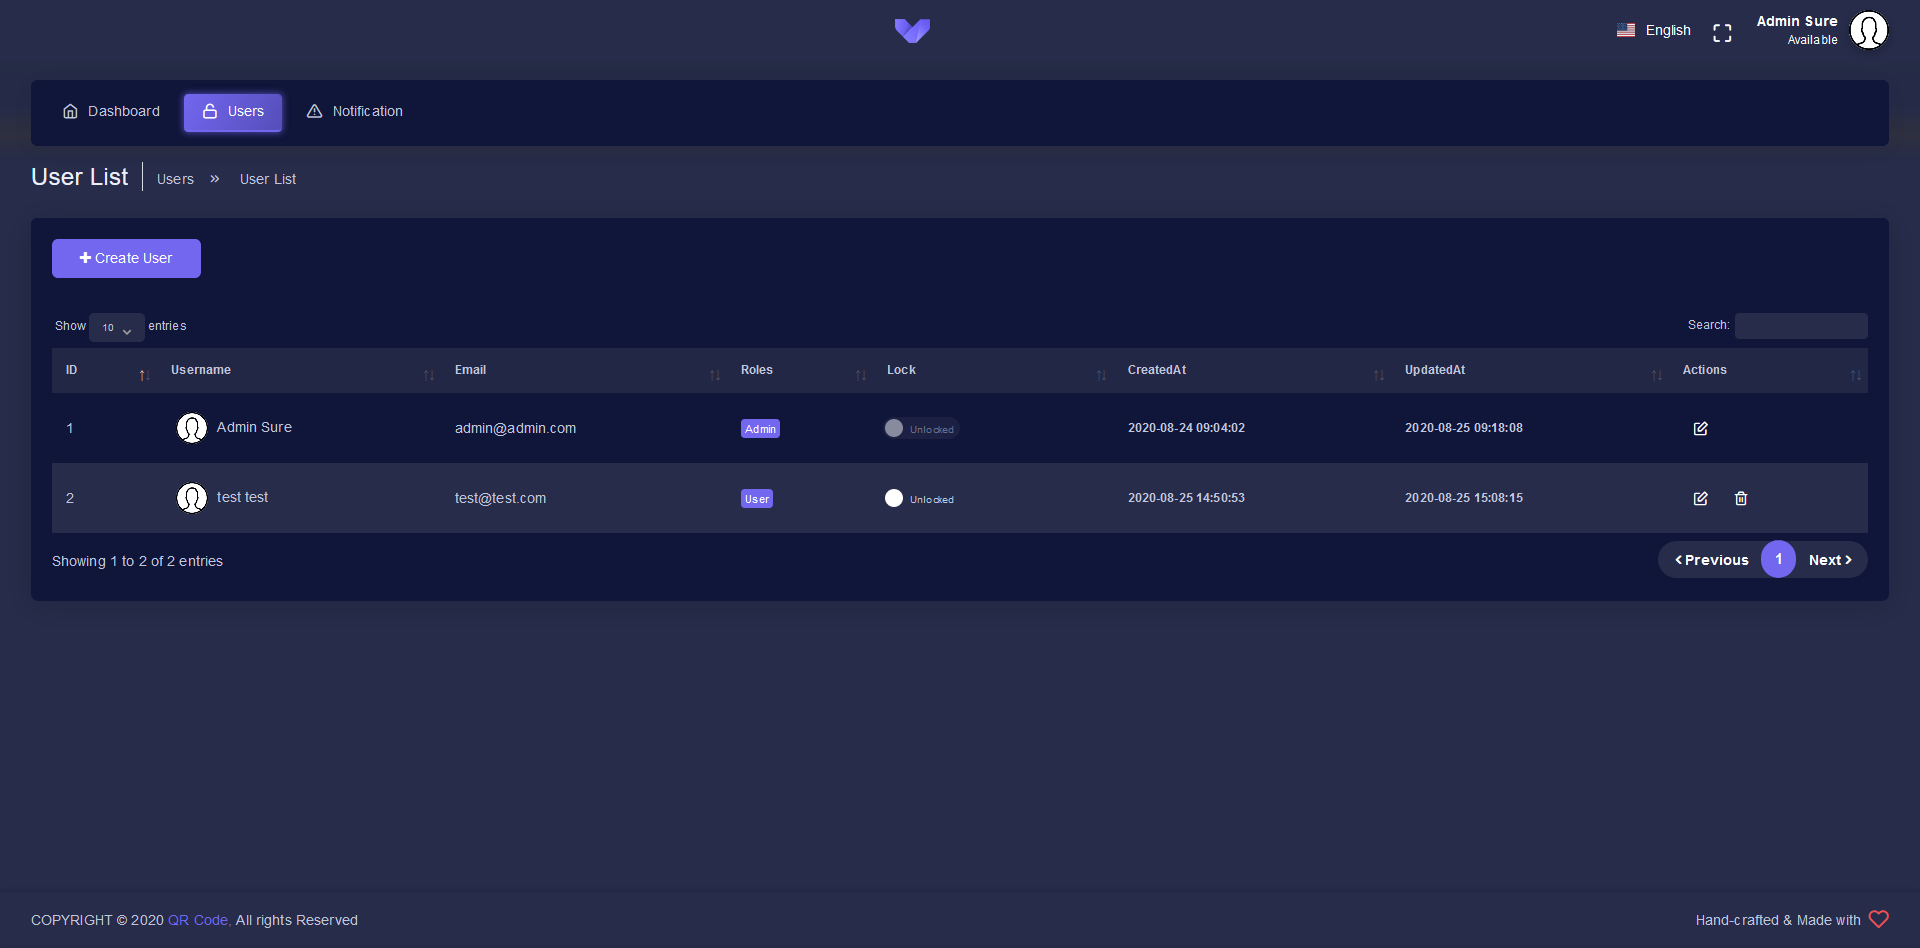 English
Admin Sure
Available
Dashboard
Users
Notification
User List
Users » User List
Create User
Show 10 entries
Search:
ID Username Email Roles Lock CreatedAt UpdatedAt Actions
1 Admin Sure admin@admin.com Admin Unlocked 2020-08-24 09:04:02 2020-08-25 09:18:08
2 test test test@test.com User Unlocked 2020-08-25 14:50:53 2020-08-25 15:08:15
Showing 1 to 2 of 2 entries
Previous 1 Next
COPYRIGHT © 2020 QR Code, All rights Reserved
Hand-crafted & Made with